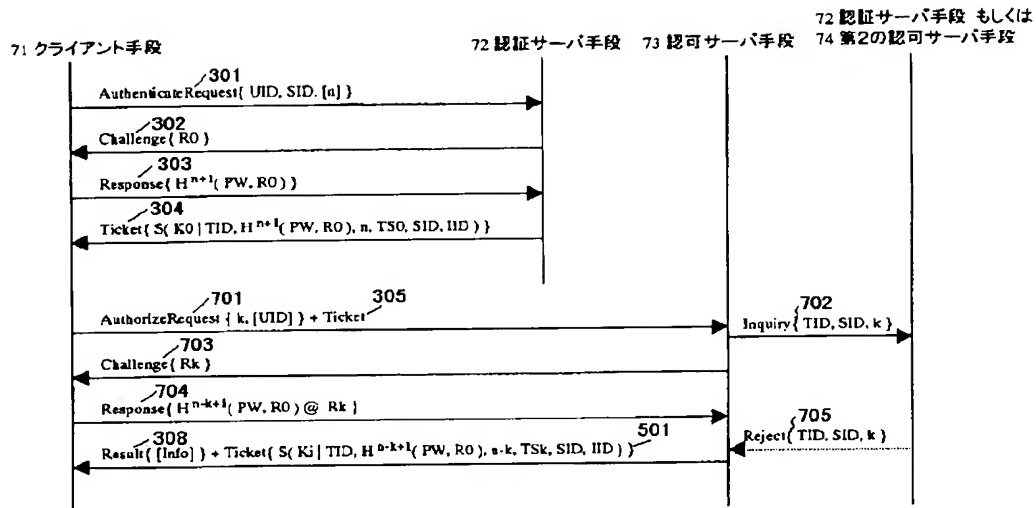 72 認証サーバ手段 もしくは
71 クライアント手段
72 認証サーバ手段
73 認可サーバ手段
74 第2の認可サーバ手段
301
AuthenticateRequest{ UID, SID, [n] }
302
Challenge{ R0 }
303
Response{ H^n+1( PW, R0 ) }
304
Ticket{ S( K0 | TID, H^n+1( PW, R0 ), n, TS0, SID, IID ) }
701
305
702
AuthorizeRequest { k, [UID] } + Ticket
Inquiry{ TID, SID, k }
703
Challenge{ Rk }
704
Response{ H^n-k+1( PW, R0 ) @ Rk }
705
Reject{ TID, SID, k }
308
501
Result{ [Info] } + Ticket{ S( Kj | TID, H^n-k+1( PW, R0 ), n-k, TSk, SID, IID ) }